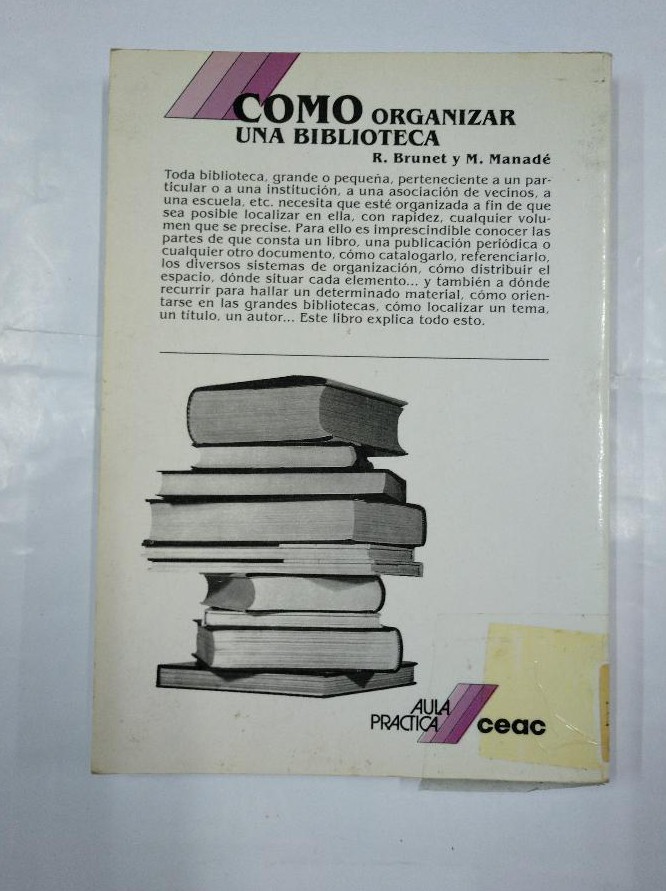 COMO ORGANIZAR
UNA BIBLIOTECA
R. Brunet y M. Manadé
Toda biblioteca, grande o pequeña, perteneciente a un par-
ticular o a una institución, a una asociación de vecinos, a
una escuela, etc. necesita que esté organizada a fin de que
sea posible localizar en ella, con rapidez, cualquier volu-
men que se precise. Para ello es imprescindible conocer las
partes de que consta un libro, una publicación periódica o
cualquier otro documento, cómo catalogarlo, referenciarlo,
los diversos sistemas de organización, cómo distribuir el
espacio, dónde situar cada elemento... y también a dónde
recurrir para hallar un determinado material, cómo orien-
tarse en las grandes bibliotecas, cómo localizar un tema,
un título, un autor... Este libro explica todo esto.
AULA
PRACTICA
ceac